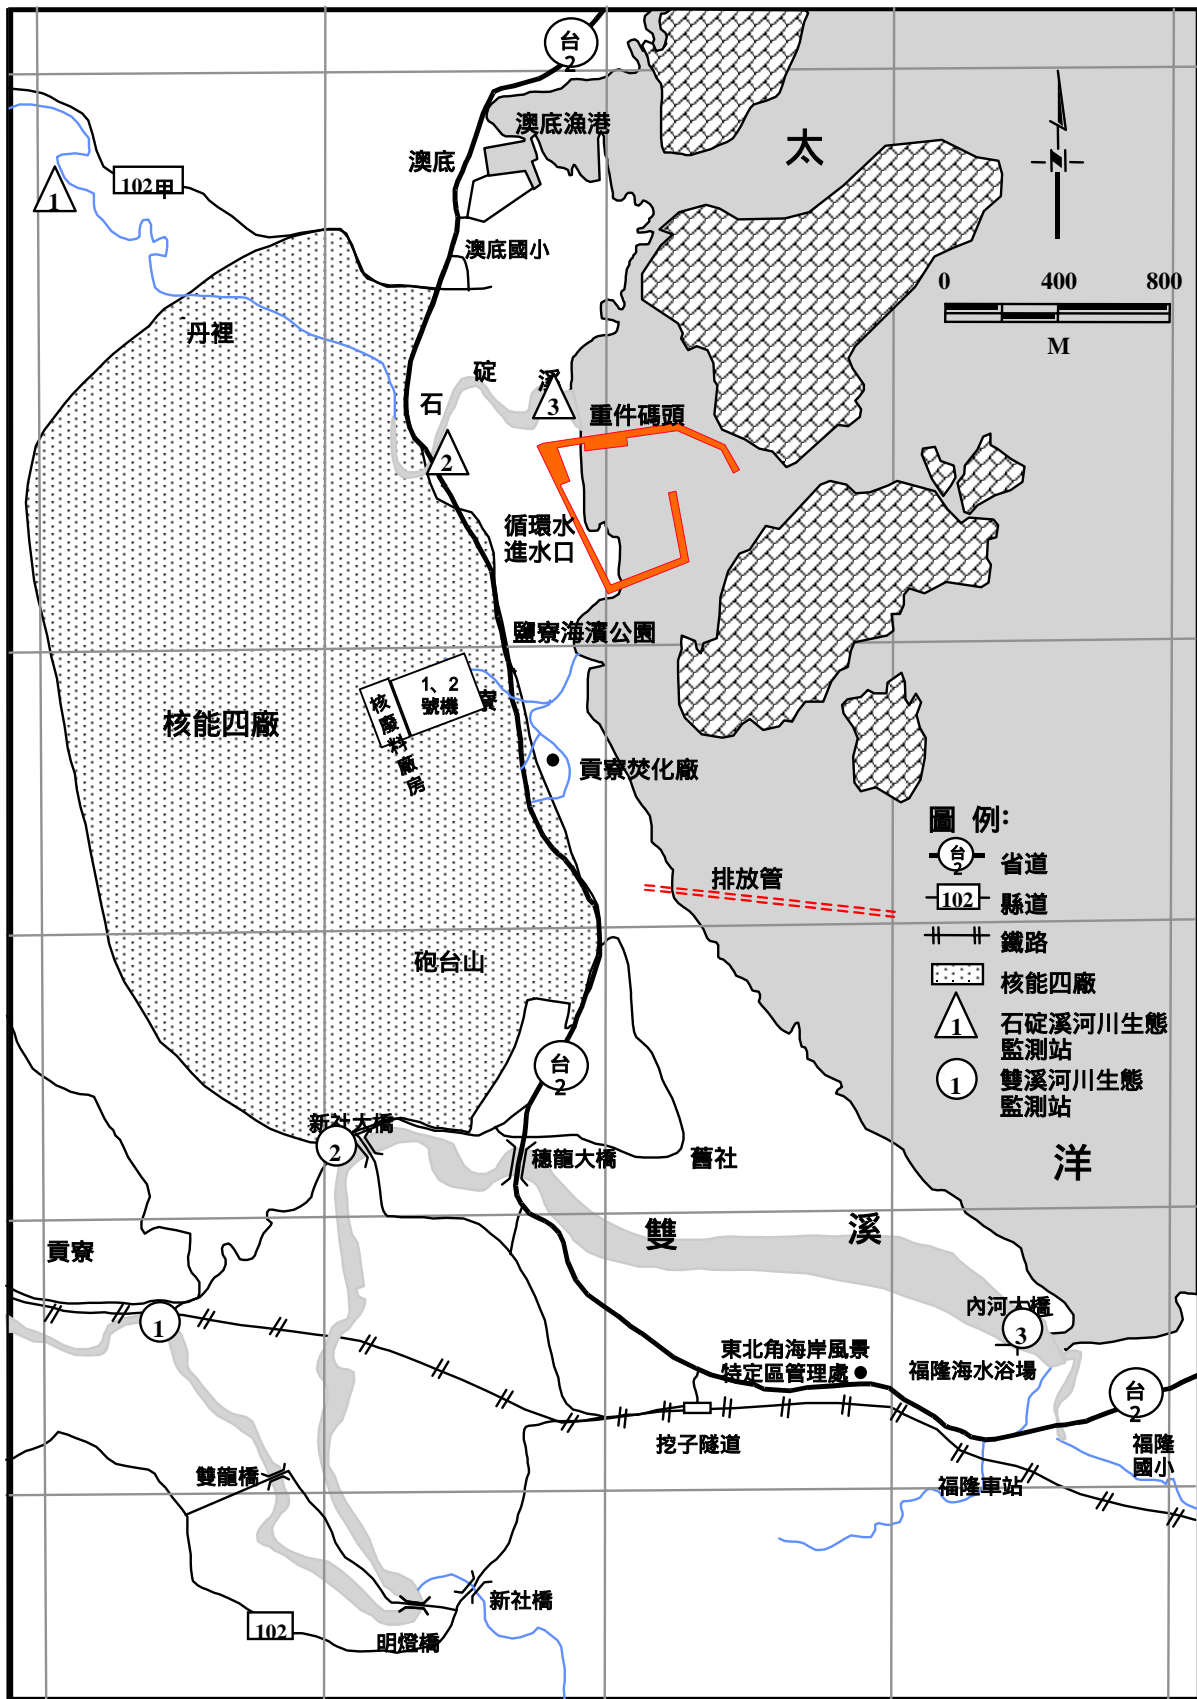 台
2
澳底漁港
澳底
太
102甲
1
澳底國小
N
0 400 800
M
丹裡
碇
溪
石
3
重件碼頭
2
循環水
進水口
鹽寮海濱公園
1、2
號機
寮
核廢料廠房
核能四廠
貢寮焚化廠
圖 例:
台
2
省道
排放管
102
縣道
鐵路
砲台山
核能四廠
1
石碇溪河川生態
監測站
台
2
1
雙溪河川生態
監測站
新社大橋
2
穗龍大橋
舊社
洋
雙
溪
貢寮
內河大橋
1
3
東北角海岸風景
特定區管理處
福隆海水浴場
台
2
挖子隧道
福隆
國小
雙龍橋
福隆車站
新社橋
102
明燈橋